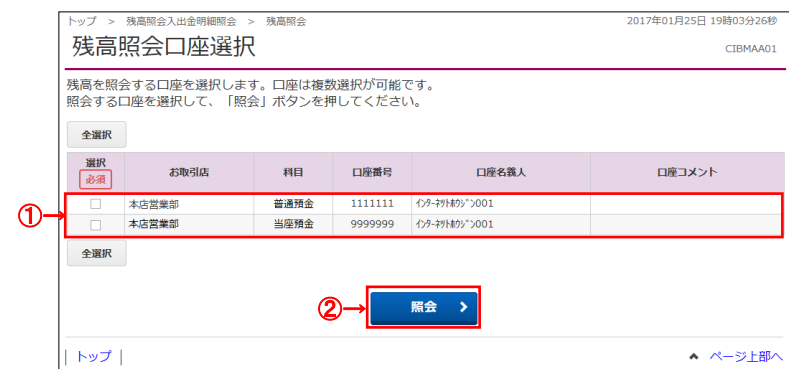 トップ > 残高照会入出金明細照会 > 残高照会 2017年01月25日 19時03分26秒
残高照会口座選択 CIBMAA01
残高を照会する口座を選択します。口座は複数選択が可能です。
照会する口座を選択して、「照会」ボタンを押してください。
全選択
選択 必須 お取引店 科目 口座番号 口座名義人 口座コメント
① 本店営業部 普通預金 1111111 ｲﾝﾀｰﾈｯﾄﾎｳｼﾞﾝ001
本店営業部 当座預金 9999999 ｲﾝﾀｰﾈｯﾄﾎｳｼﾞﾝ001
全選択
② 照会
トップ ページ上部へ